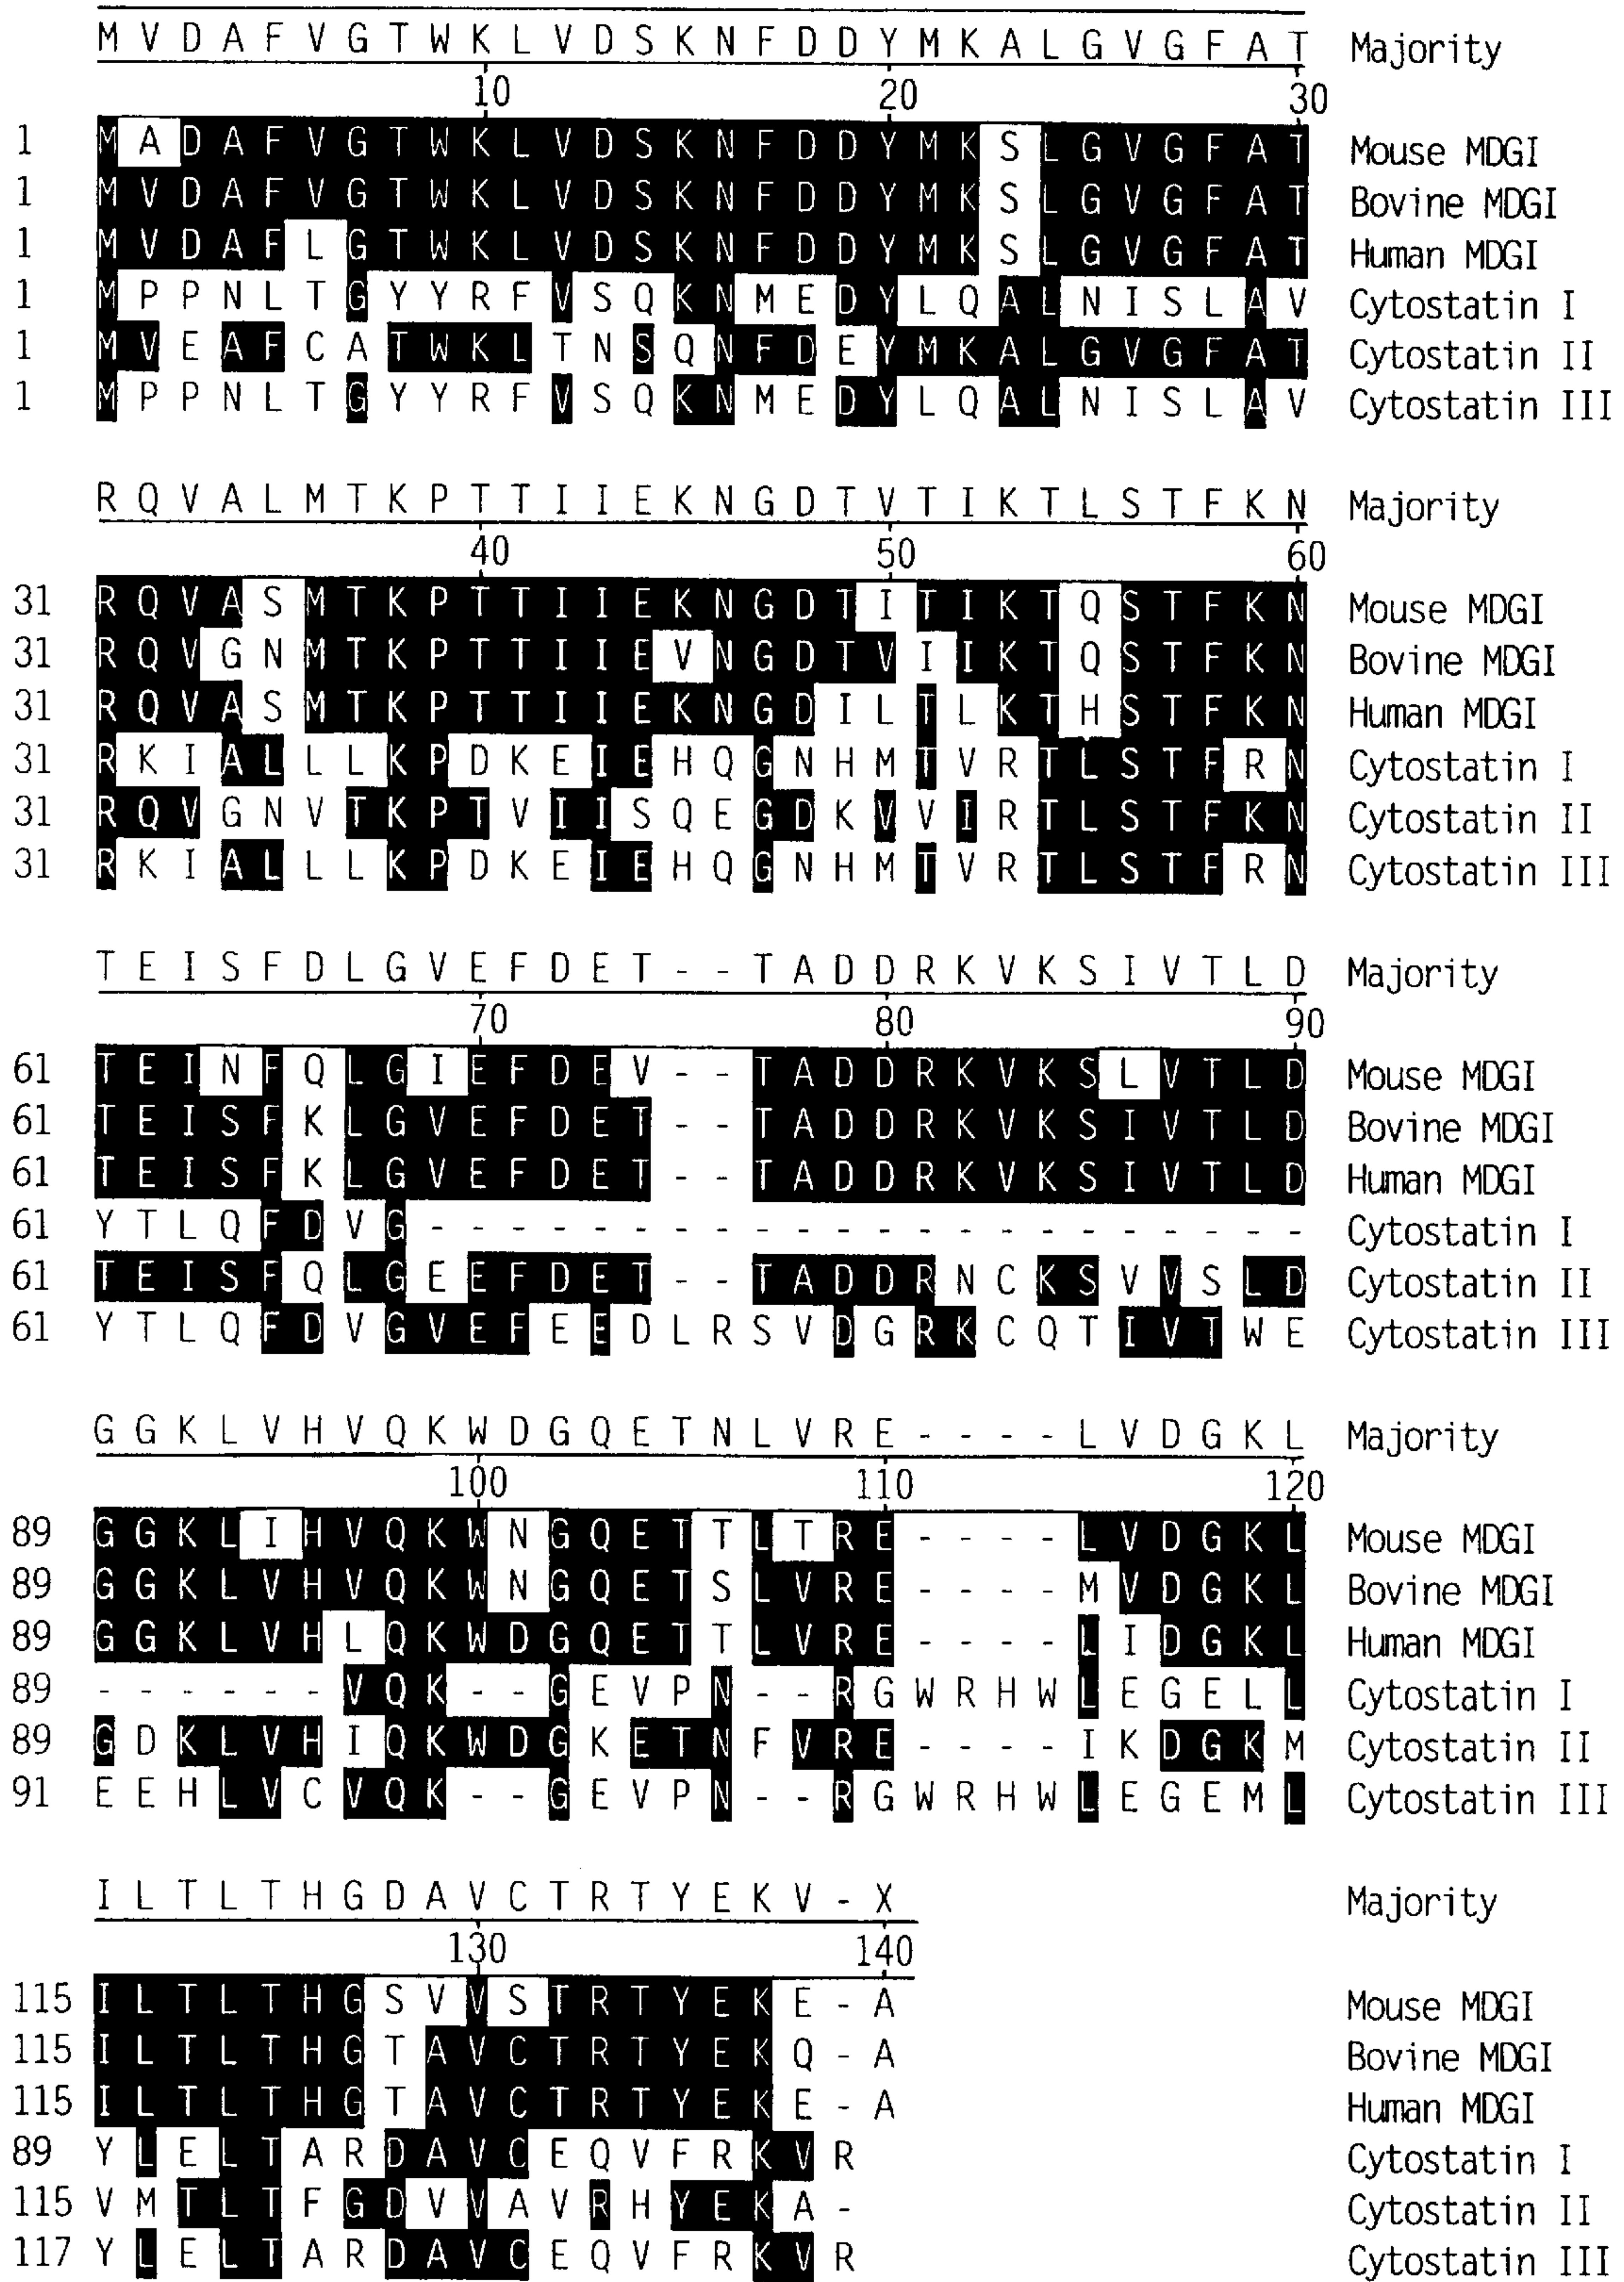 M V D A F V G T W K L V D S K N F D D Y M K A L G V G F A T Majority
10 20 30
1 M A D A F V G T W K L V D S K N F D D Y M K S L G V G F A T Mouse MDGI
1 M V D A F V G T W K L V D S K N F D D Y M K S L G V G F A T Bovine MDGI
1 M V D A F L G T W K L V D S K N F D D Y M K S L G V G F A T Human MDGI
1 M P P N L T G Y Y R F V S Q K N M E D Y L Q A L N I S L A V Cytostatin I
1 M V E A F C A T W K L T N S Q N F D E Y M K A L G V G F A T Cytostatin II
1 M P P N L T G Y Y R F V S Q K N M E D Y L Q A L N I S L A V Cytostatin III
R Q V A L M T K P T T I I E K N G D T V T I K T L S T F K N Majority
40 50 60
31 R Q V A S M T K P T T I I E K N G D T I T I K T Q S T F K N Mouse MDGI
31 R Q V G N M T K P T T I I E V N G D T V I I K T Q S T F K N Bovine MDGI
31 R Q V A S M T K P T T I I E K N G D I L T L K T H S T F K N Human MDGI
31 R K I A L L L K P D K E I E H Q G N H M T V R T L S T F R N Cytostatin I
31 R Q V G N V T K P T V I I S Q E G D K V V I R T L S T F K N Cytostatin II
31 R K I A L L L K P D K E I E H Q G N H M T V R T L S T F R N Cytostatin III
T E I S F D L G V E F D E T - - T A D D R K V K S I V T L D Majority
70 80 90
61 T E I N F Q L G I E F D E V - - T A D D R K V K S L V T L D Mouse MDGI
61 T E I S F K L G V E F D E T - - T A D D R K V K S I V T L D Bovine MDGI
61 T E I S F K L G V E F D E T - - T A D D R K V K S I V T L D Human MDGI
61 Y T L Q F D V G - - - - - - - - - - - - - - - - - - - - - - Cytostatin I
61 T E I S F Q L G E E F D E T - - T A D D R N C K S V V S L D Cytostatin II
61 Y T L Q F D V G V E F E E D L R S V D G R K C Q T I V T W E Cytostatin III
G G K L V H V Q K W D G Q E T N L V R E - - - - L V D G K L Majority
100 110 120
89 G G K L I H V Q K W N G Q E T T L T R E - - - - L V D G K L Mouse MDGI
89 G G K L V H V Q K W N G Q E T S L V R E - - - - M V D G K L Bovine MDGI
89 G G K L V H L Q K W D G Q E T T L V R E - - - - L I D G K L Human MDGI
89 - - - - - - V Q K - - G E V P N - - R G W R H W L E G E L L Cytostatin I
89 G D K L V H I Q K W D G K E T N F V R E - - - - I K D G K M Cytostatin II
91 E E H L V C V Q K - - G E V P N - - R G W R H W L E G E M L Cytostatin III
I L T L T H G D A V C T R T Y E K V - X Majority
130 140
115 I L T L T H G S V V S T R T Y E K E - A Mouse MDGI
115 I L T L T H G T A V C T R T Y E K Q - A Bovine MDGI
115 I L T L T H G T A V C T R T Y E K E - A Human MDGI
89 Y L E L T A R D A V C E Q V F R K V R Cytostatin I
115 V M T L T F G D V V A V R H Y E K A - Cytostatin II
117 Y L E L T A R D A V C E Q V F R K V R Cytostatin III